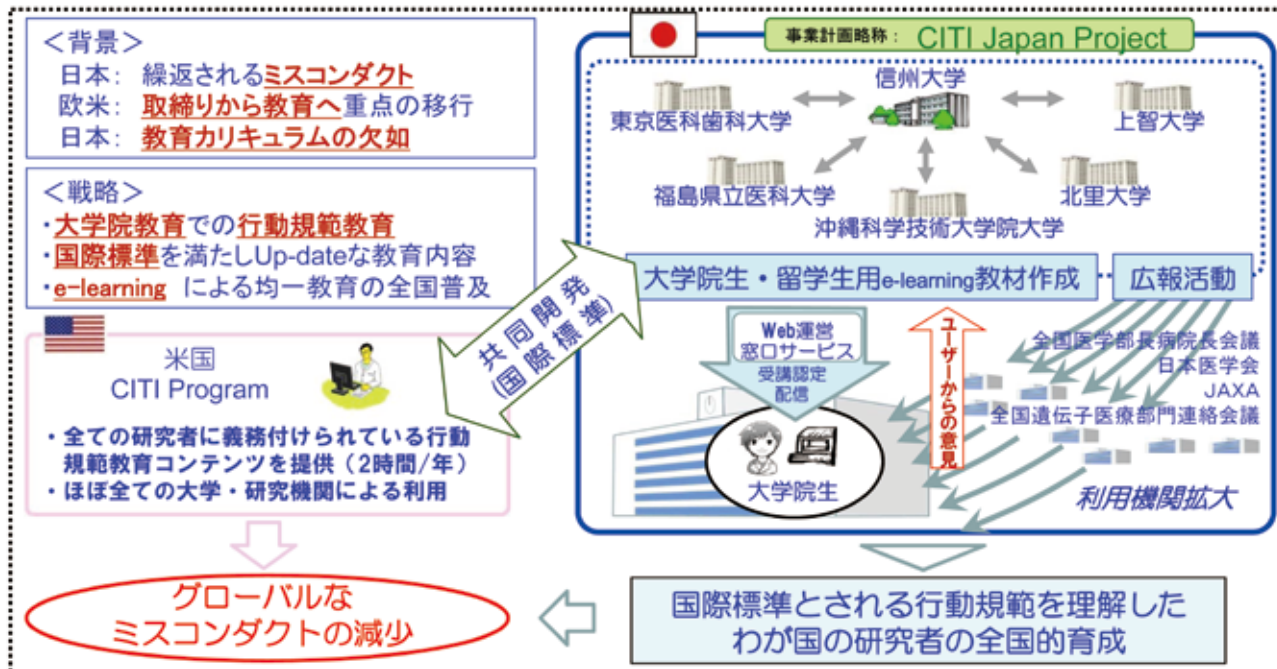 ＜背景＞
日本： 繰返されるミスコンダクト
欧米： 取締りから教育へ重点の移行
日本： 教育カリキュラムの欠如
＜戦略＞
・大学院教育での行動規範教育
・国際標準を満たしUp-dateな教育内容
・e-learning による均一教育の全国普及
米国
CITI Program
・全ての研究者に義務付けられている行動
規範教育コンテンツを提供（2時間/年）
・ほぼ全ての大学・研究機関による利用
共同開発
(国際標準)
事業計画略称： CITI Japan Project
信州大学
東京医科歯科大学
上智大学
福島県立医科大学
北里大学
沖縄科学技術大学院大学
大学院生・留学生用e-learning教材作成
広報活動
Web運営
窓口サービス
受講認定
配信
ユーザーからの意見
全国医学部長病院長会議
日本医学会
JAXA
全国遺伝子医療部門連絡会議
大学院生
利用機関拡大
グローバルな
ミスコンダクトの減少
国際標準とされる行動規範を理解した
わが国の研究者の全国的育成